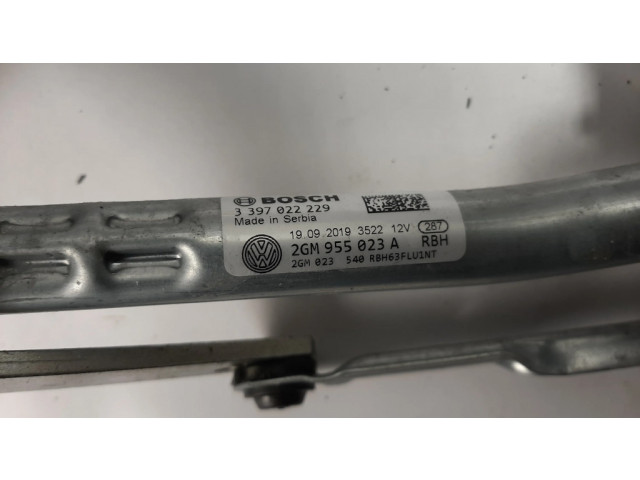 BOSCH
3 397 022 229
Made in Serbia
19.09.2019 3522 12V 287
2GM 955 023 A RBH
2GM 023 540 RBH63FLU1NT